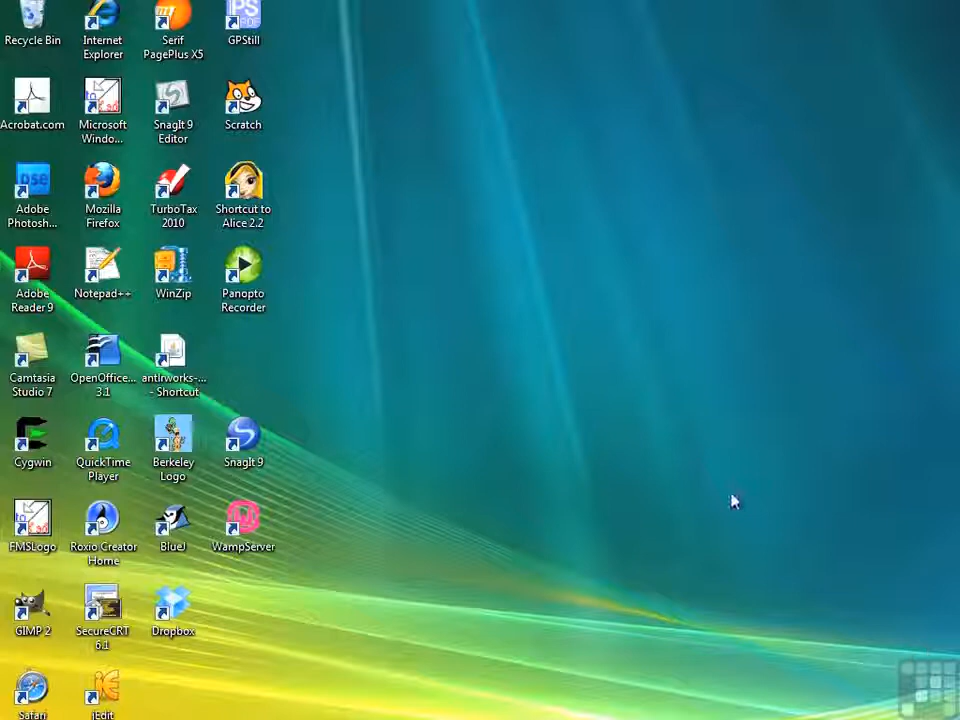 PS
PDF
Recycle Bin
Internet
Explorer
Serif
PagePlus X5
GPStill
Acrobat.com
Microsoft
Windo...
SnagIt 9
Editor
Scratch
pse
Adobe
Photosh...
Mozilla
Firefox
TurboTax
2010
Shortcut to
Alice 2.2
Adobe
Reader 9
Notepad++
WinZip
Panopto
Recorder
Camtasia
Studio 7
OpenOffice....
3.1
antlrworks-...
- Shortcut
Cygwin
QuickTime
Player
Berkeley
Logo
SnagIt 9
FMSLogo
Roxio Creator
Home
BlueJ
WampServer
GIMP 2
SecureCRT
6.1
Dropbox
Safari
jEdit